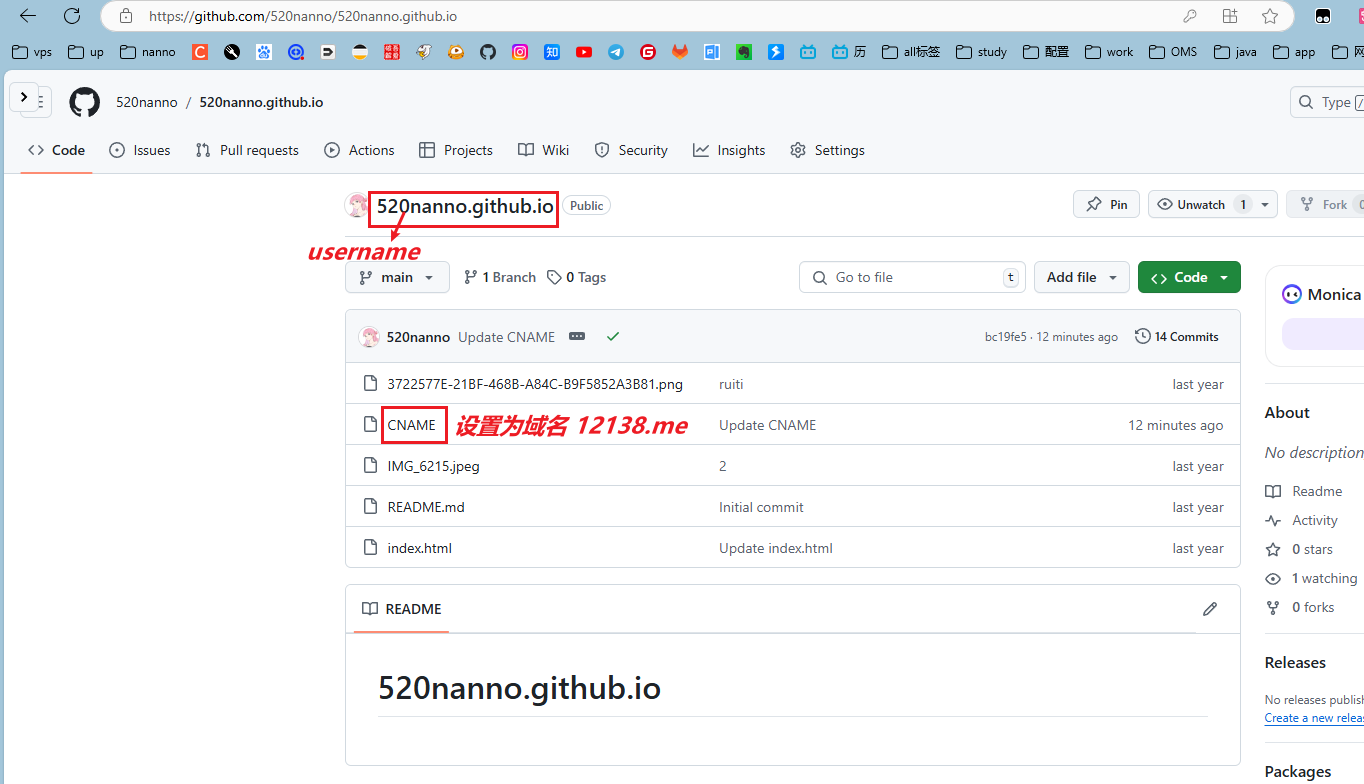 https://github.com/520nanno/520nanno.github.io
vps up nanno 历 all标签 study 配置 work OMS java app
520nanno / 520nanno.github.io
Type /
Code Issues Pull requests Actions Projects Wiki Security Insights Settings
520nanno.github.io Public
Pin Unwatch 1 Fork
username
main 1 Branch 0 Tags Go to file t Add file Code
Monica
520nanno Update CNAME bc19fe5 · 12 minutes ago 14 Commits
3722577E-21BF-468B-A84C-B9F5852A3B81.png ruiti last year
CNAME 设置为域名 12138.me Update CNAME 12 minutes ago
IMG_6215.jpeg 2 last year
README.md Initial commit last year
index.html Update index.html last year
README
520nanno.github.io
About
No description
Readme
Activity
0 stars
1 watching
0 forks
Releases
No releases publish
Create a new relea
Packages